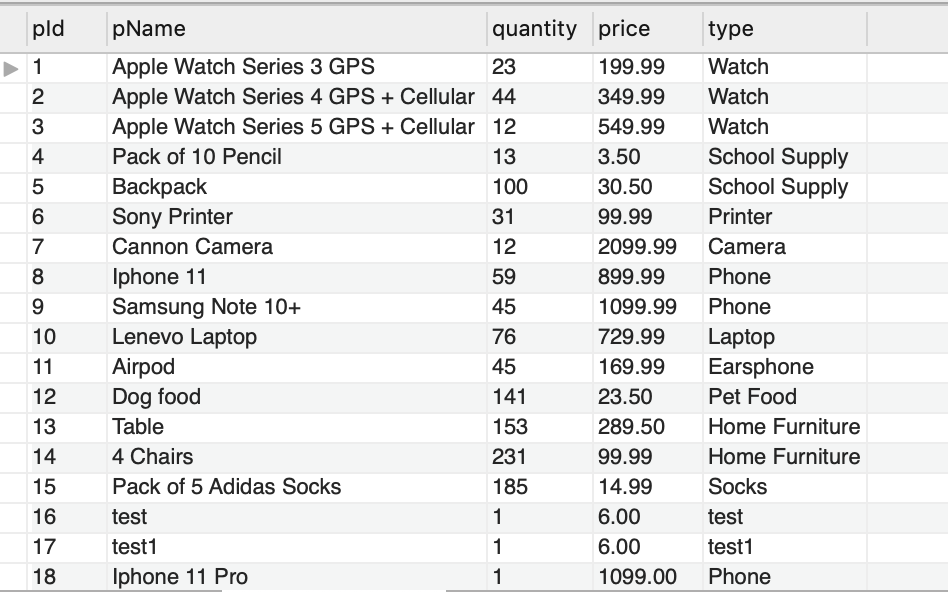 pId pName quantity price type
1 Apple Watch Series 3 GPS 23 199.99 Watch
2 Apple Watch Series 4 GPS + Cellular 44 349.99 Watch
3 Apple Watch Series 5 GPS + Cellular 12 549.99 Watch
4 Pack of 10 Pencil 13 3.50 School Supply
5 Backpack 100 30.50 School Supply
6 Sony Printer 31 99.99 Printer
7 Cannon Camera 12 2099.99 Camera
8 Iphone 11 59 899.99 Phone
9 Samsung Note 10+ 45 1099.99 Phone
10 Lenevo Laptop 76 729.99 Laptop
11 Airpod 45 169.99 Earsphone
12 Dog food 141 23.50 Pet Food
13 Table 153 289.50 Home Furniture
14 4 Chairs 231 99.99 Home Furniture
15 Pack of 5 Adidas Socks 185 14.99 Socks
16 test 1 6.00 test
17 test1 1 6.00 test1
18 Iphone 11 Pro 1 1099.00 Phone